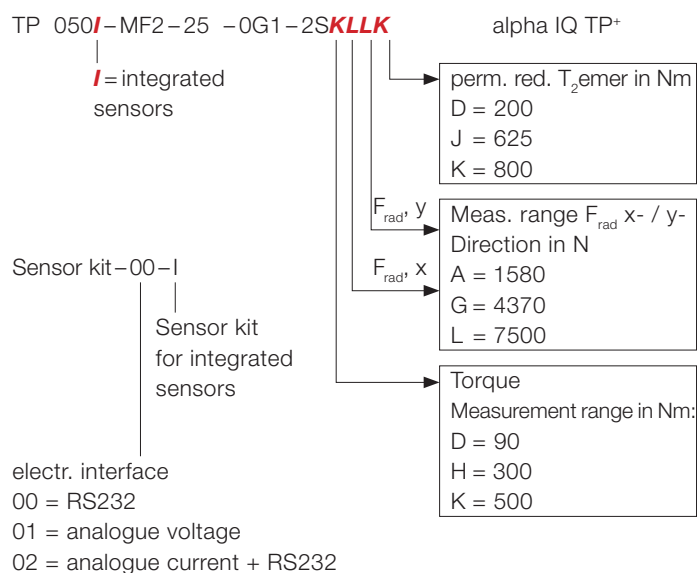 TP 050I–MF2–25 –0G1–2SKLLK
alpha IQ TP+
I = integrated
sensors
perm. red. T2emer in Nm
D = 200
J = 625
K = 800
Frad, y
Meas. range Frad x- / y-
Direction in N
A = 1580
G = 4370
L = 7500
Frad, x
Sensor kit–00–I
Sensor kit
for integrated
sensors
Torque
Measurement range in Nm:
D = 90
H = 300
K = 500
electr. interface
00 = RS232
01 = analogue voltage
02 = analogue current + RS232